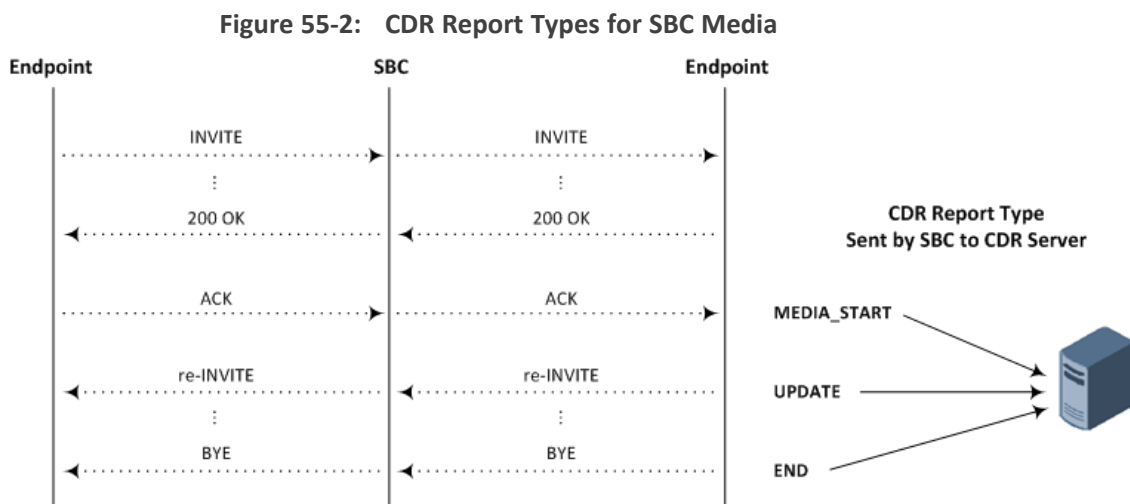 Figure 55-2: CDR Report Types for SBC Media
Endpoint SBC Endpoint
INVITE INVITE
200 OK 200 OK
CDR Report Type
Sent by SBC to CDR Server
ACK ACK
MEDIA_START
re-INVITE re-INVITE
UPDATE
BYE BYE
END